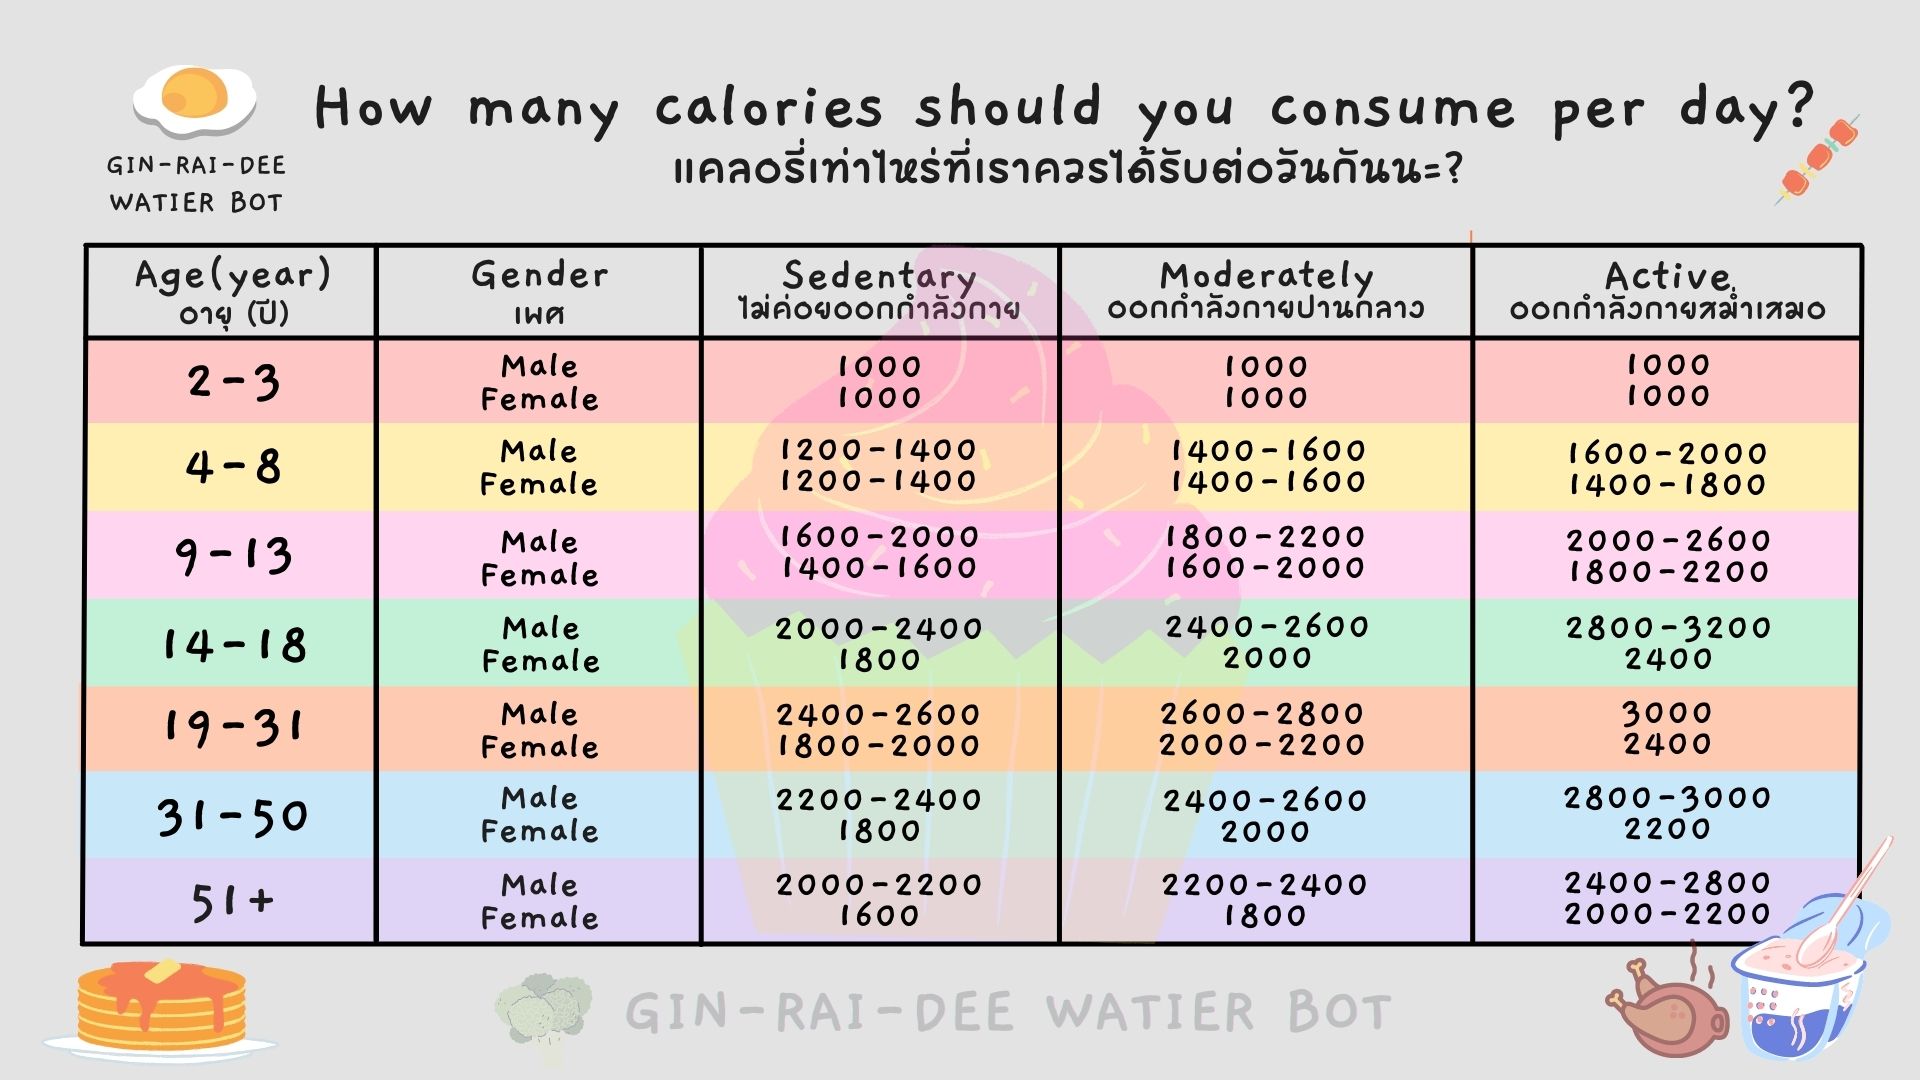 How many calories should you consume per day?
แคลอรี่เท่าไหร่ที่เราควรได้รับต่อวันกันนะ?
GIN-RAI-DEE
WATIER BOT
Age(year) Gender Sedentary Moderately Active
อายุ (ปี) เพศ ไม่ค่อยออกกำลังกาย ออกกำลังกายปานกลาง ออกกำลังกายสม่ำเสมอ
2-3
Male 1000 1000 1000
Female 1000 1000 1000
4-8
Male 1200-1400 1400-1600 1600-2000
Female 1200-1400 1400-1600 1400-1800
9-13
Male 1600-2000 1800-2200 2000-2600
Female 1400-1600 1600-2000 1800-2200
14-18
Male 2000-2400 2400-2600 2800-3200
Female 1800 2000 2400
19-31
Male 2400-2600 2600-2800 3000
Female 1800-2000 2000-2200 2400
31-50
Male 2200-2400 2400-2600 2800-3000
Female 1800 2000 2200
51+
Male 2000-2200 2200-2400 2400-2800
Female 1600 1800 2000-2200
GIN-RAI-DEE WATIER BOT